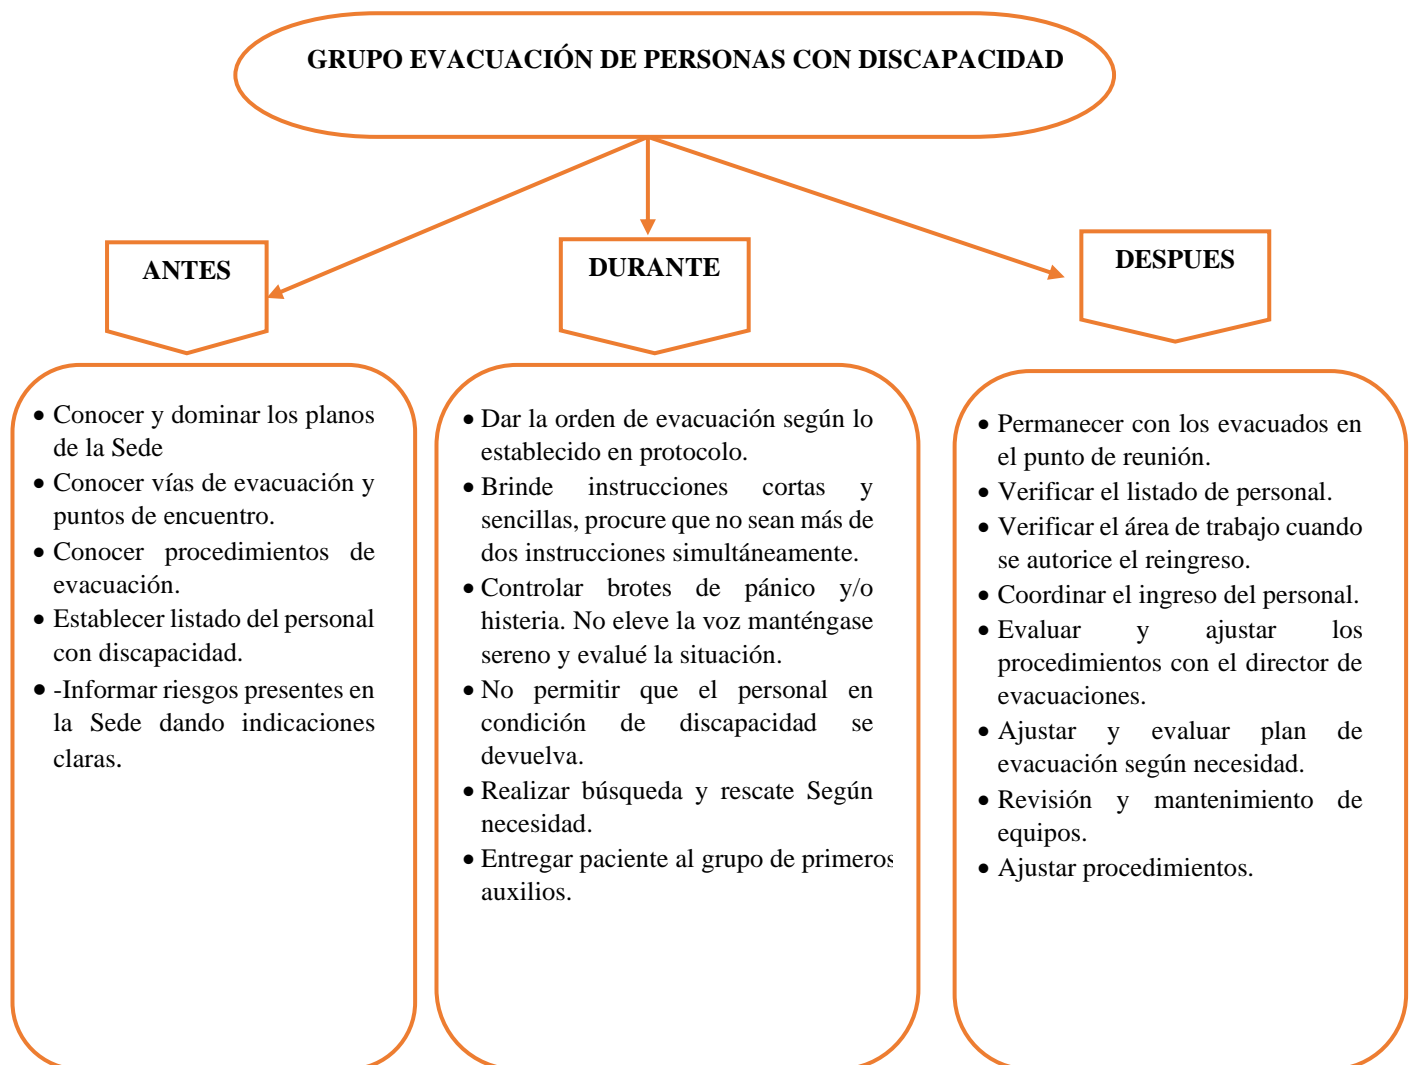 GRUPO EVACUACIÓN DE PERSONAS CON DISCAPACIDAD
ANTES
• Conocer y dominar los planos
de la Sede
• Conocer vías de evacuación y
puntos de encuentro.
• Conocer procedimientos de
evacuación.
• Establecer listado del personal
con discapacidad.
• -Informar riesgos presentes en
la Sede dando indicaciones
claras.
DURANTE
• Dar la orden de evacuación según lo
establecido en protocolo.
• Brinde instrucciones cortas y
sencillas, procure que no sean más de
dos instrucciones simultáneamente.
• Controlar brotes de pánico y/o
histeria. No eleve la voz manténgase
sereno y evalué la situación.
• No permitir que el personal en
condición de discapacidad se
devuelva.
• Realizar búsqueda y rescate Según
necesidad.
• Entregar paciente al grupo de primeros
auxilios.
DESPUES
• Permanecer con los evacuados en
el punto de reunión.
• Verificar el listado de personal.
• Verificar el área de trabajo cuando
se autorice el reingreso.
• Coordinar el ingreso del personal.
• Evaluar y ajustar los
procedimientos con el director de
evacuaciones.
• Ajustar y evaluar plan de
evacuación según necesidad.
• Revisión y mantenimiento de
equipos.
• Ajustar procedimientos.